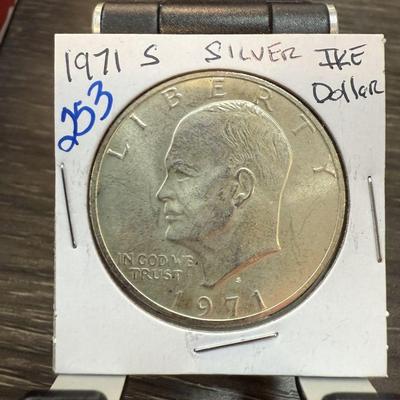 1971 S SILVER IKE
Dollar
253
LIBERTY
IN GOD WE
TRUST
S
1971